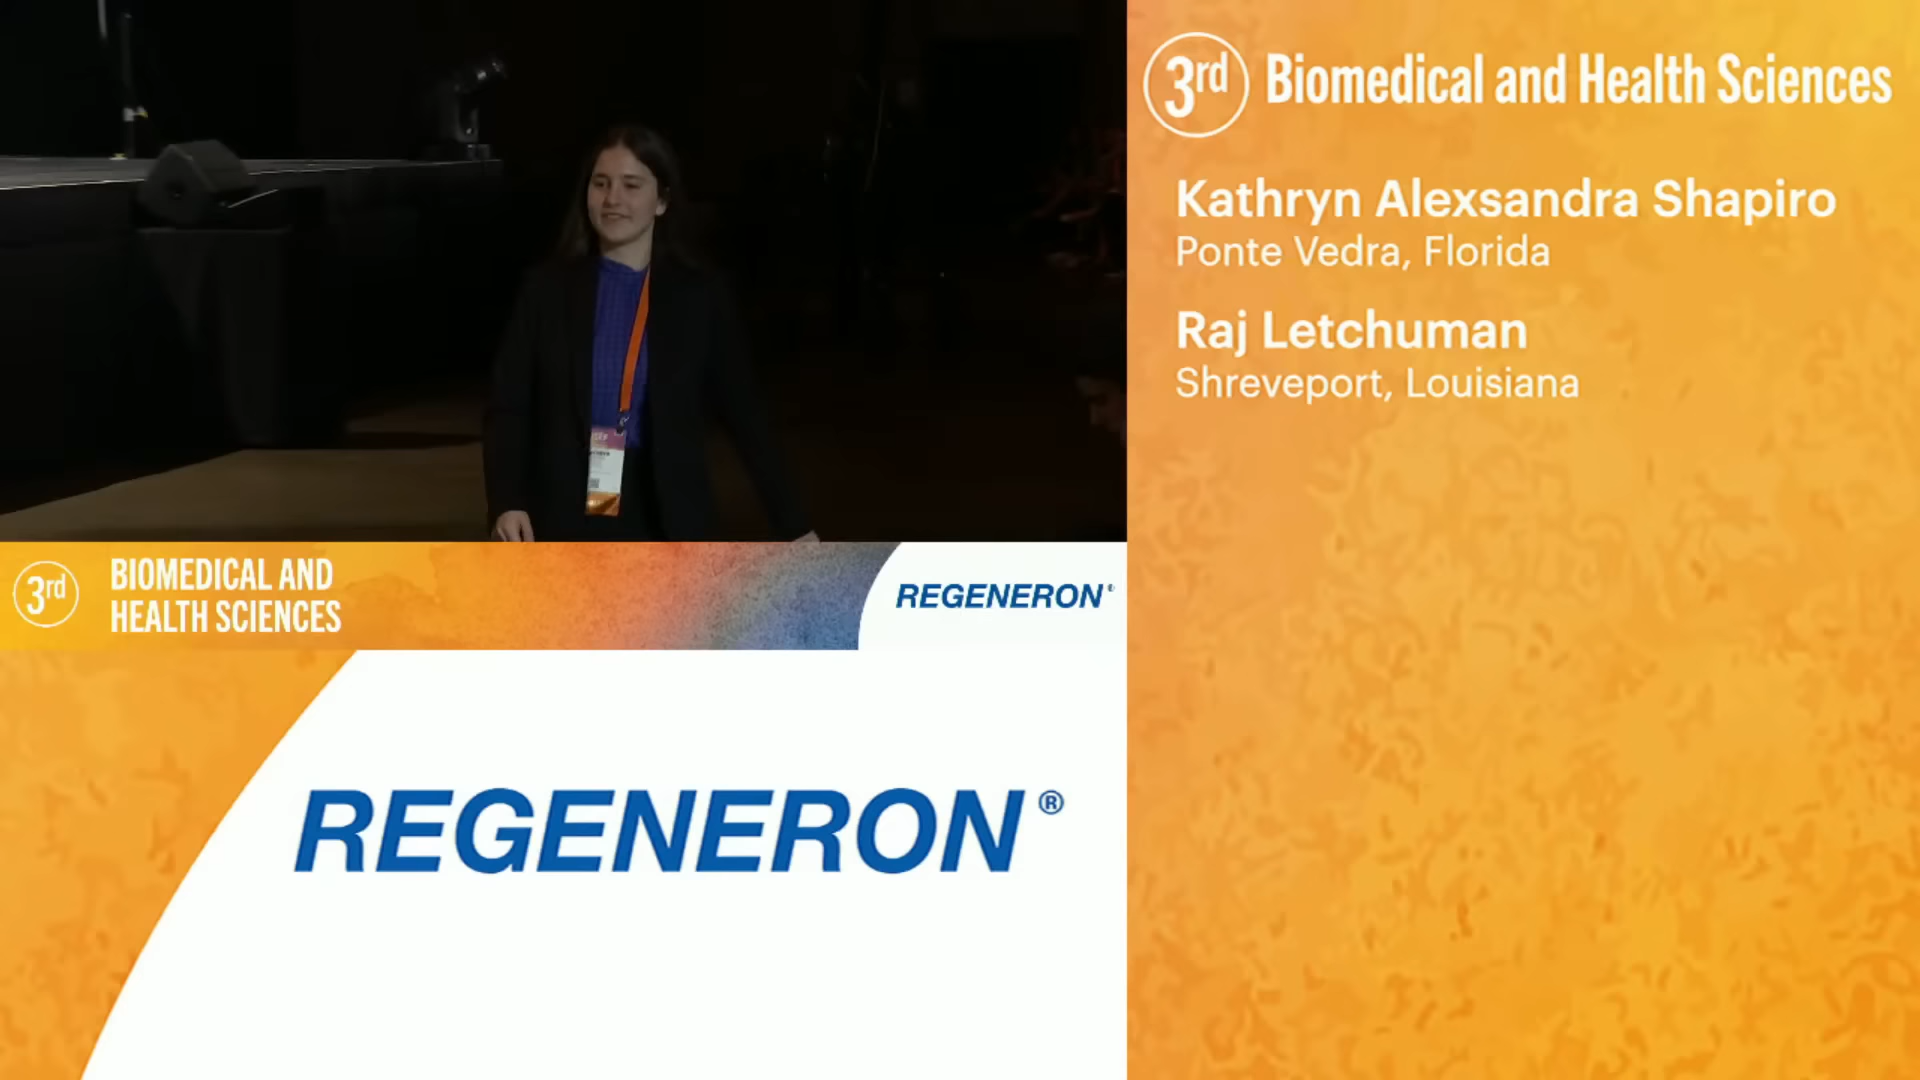 3rd Biomedical and Health Sciences
Kathryn Alexsandra Shapiro
Ponte Vedra, Florida
Raj Letchuman
Shreveport, Louisiana
3rd
BIOMEDICAL AND
HEALTH SCIENCES
REGENERON®
REGENERON®